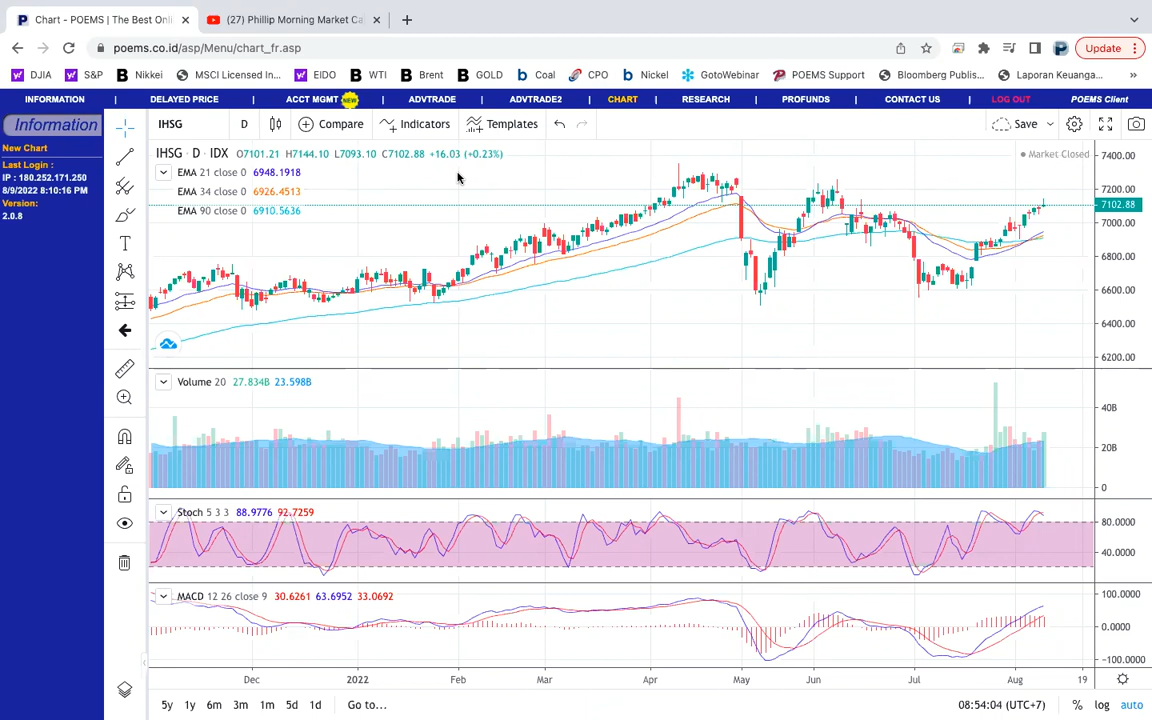 Chart - POEMS | The Best Onli
(27) Phillip Morning Market Ca
poems.co.id/asp/Menu/chart_fr.asp
Update
DJIA S&P Nikkei MSCI Licensed In... EIDO WTI Brent GOLD Coal CPO Nickel GotoWebinar POEMS Support Bloomberg Publis... Laporan Keuanga... »
INFORMATION | DELAYED PRICE | ACCT MGMT NEW | ADVTRADE | ADVTRADE2 | CHART | RESEARCH | PROFUNDS | CONTACT US | LOG OUT POEMS Client
Information
New Chart
Last Login :
IP : 180.252.171.250
8/9/2022 8:10:16 PM
Version:
2.0.8
IHSG D Compare Indicators Templates Save
IHSG · D · IDX O7101.21 H7144.10 L7093.10 C7102.88 +16.03 (+0.23%)
Market Closed
EMA 21 close 0 6948.1918
EMA 34 close 0 6926.4513
EMA 90 close 0 6910.5636
7400.00
7200.00
7102.88
7000.00
6800.00
6600.00
6400.00
6200.00
Volume 20 27.834B 23.598B
40B
20B
0
Stoch 5 3 3 88.9776 92.7259
80.0000
40.0000
MACD 12 26 close 9 30.6261 63.6952 33.0692
100.0000
0.0000
-100.0000
Dec 2022 Feb Mar Apr May Jun Jul Aug 19
5y 1y 6m 3m 1m 5d 1d Go to... 08:54:04 (UTC+7) % log auto